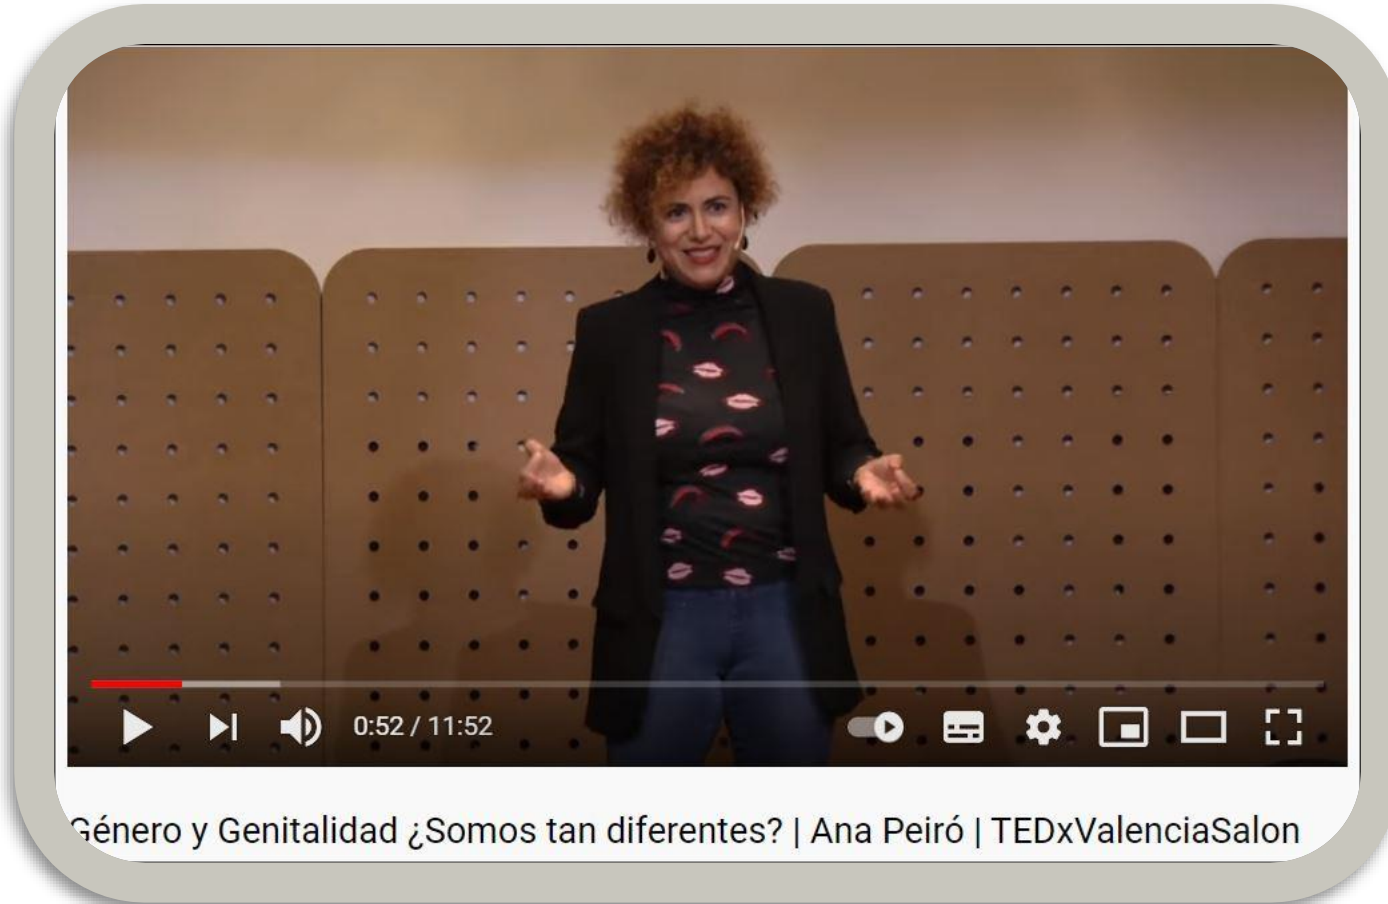 0:52 / 11:52
Género y Genitalidad ¿Somos tan diferentes? | Ana Peiró | TEDxValenciaSalon